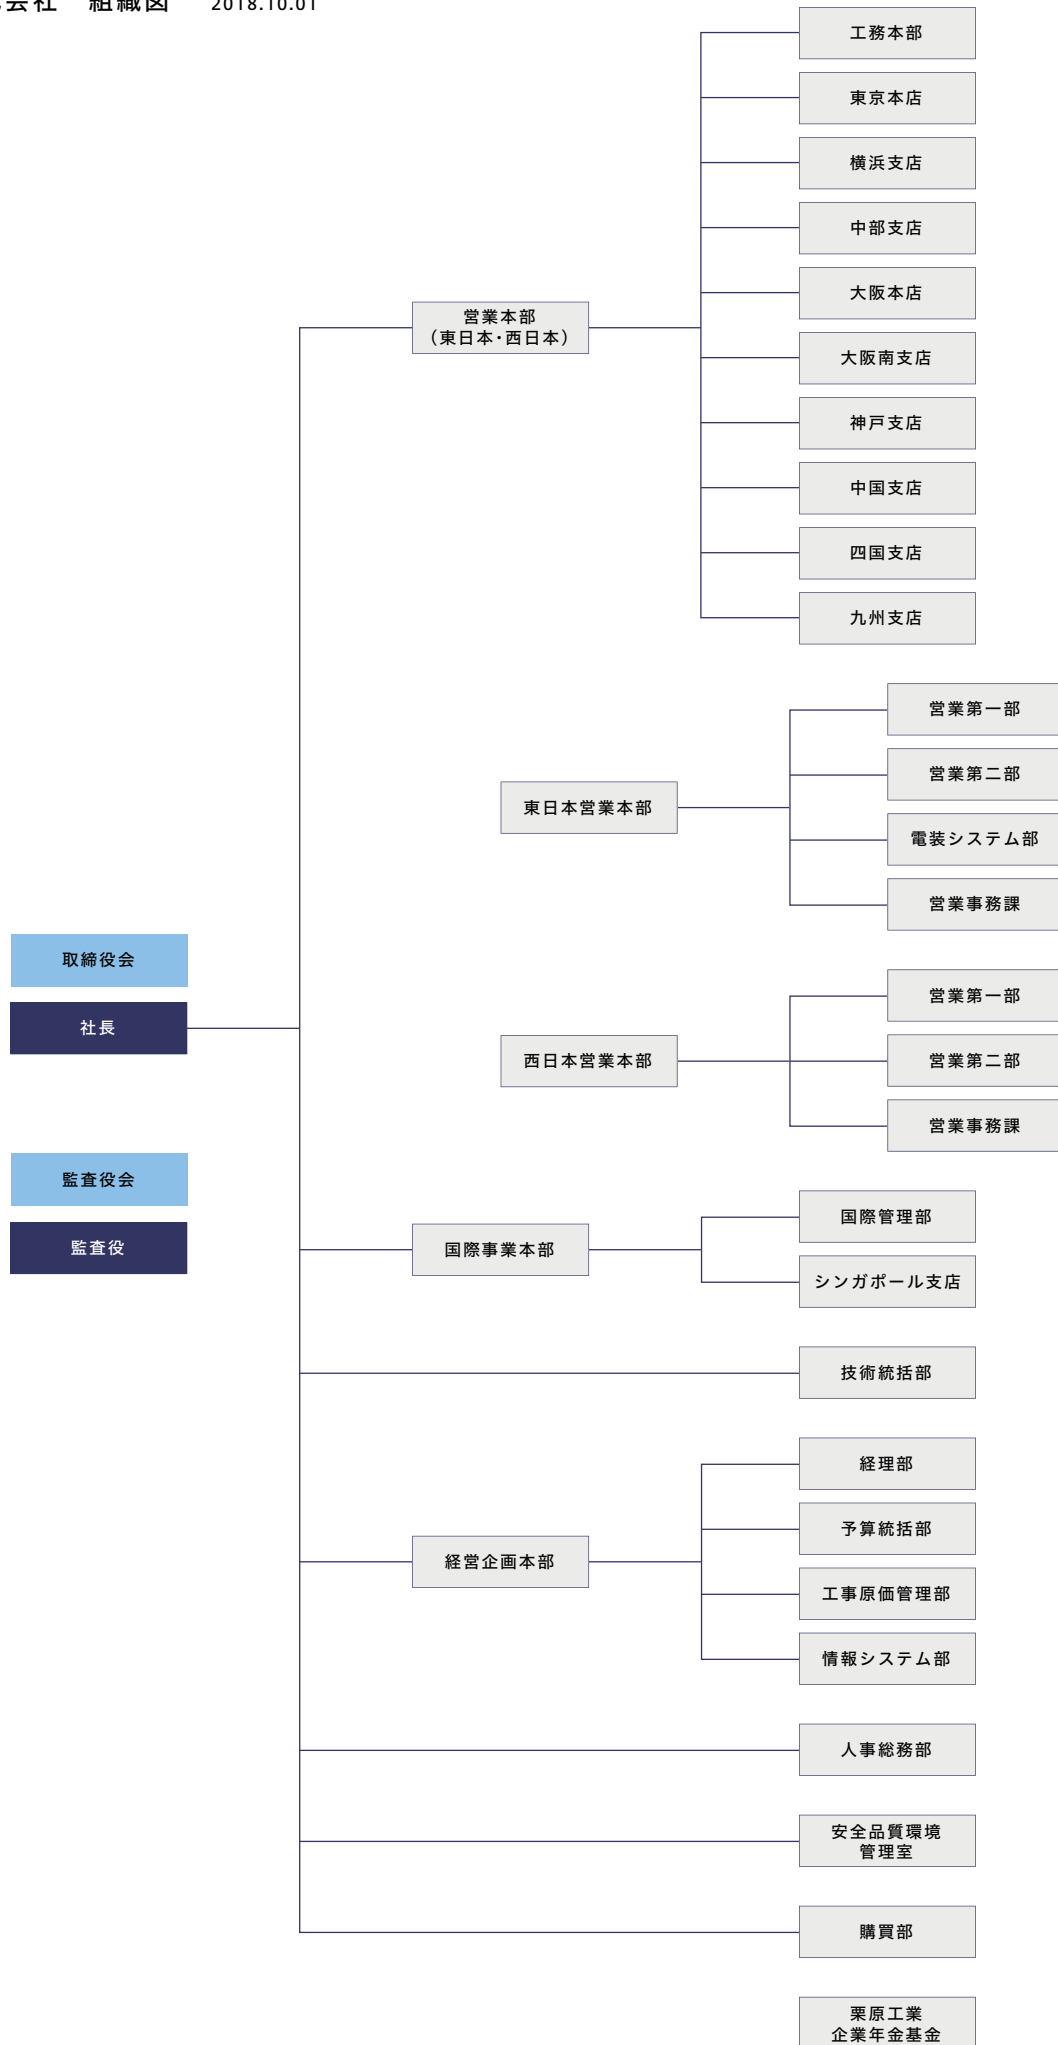 会社 組織図 2018.10.01
工務本部
東京本店
横浜支店
中部支店
大阪本店
営業本部
（東日本・西日本）
大阪南支店
神戸支店
中国支店
四国支店
九州支店
営業第一部
営業第二部
東日本営業本部
電装システム部
営業事務課
取締役会
社長
営業第一部
西日本営業本部
営業第二部
営業事務課
監査役会
監査役
国際管理部
国際事業本部
シンガポール支店
技術統括部
経理部
予算統括部
経営企画本部
工事原価管理部
情報システム部
人事総務部
安全品質環境
管理室
購買部
栗原工業
企業年金基金